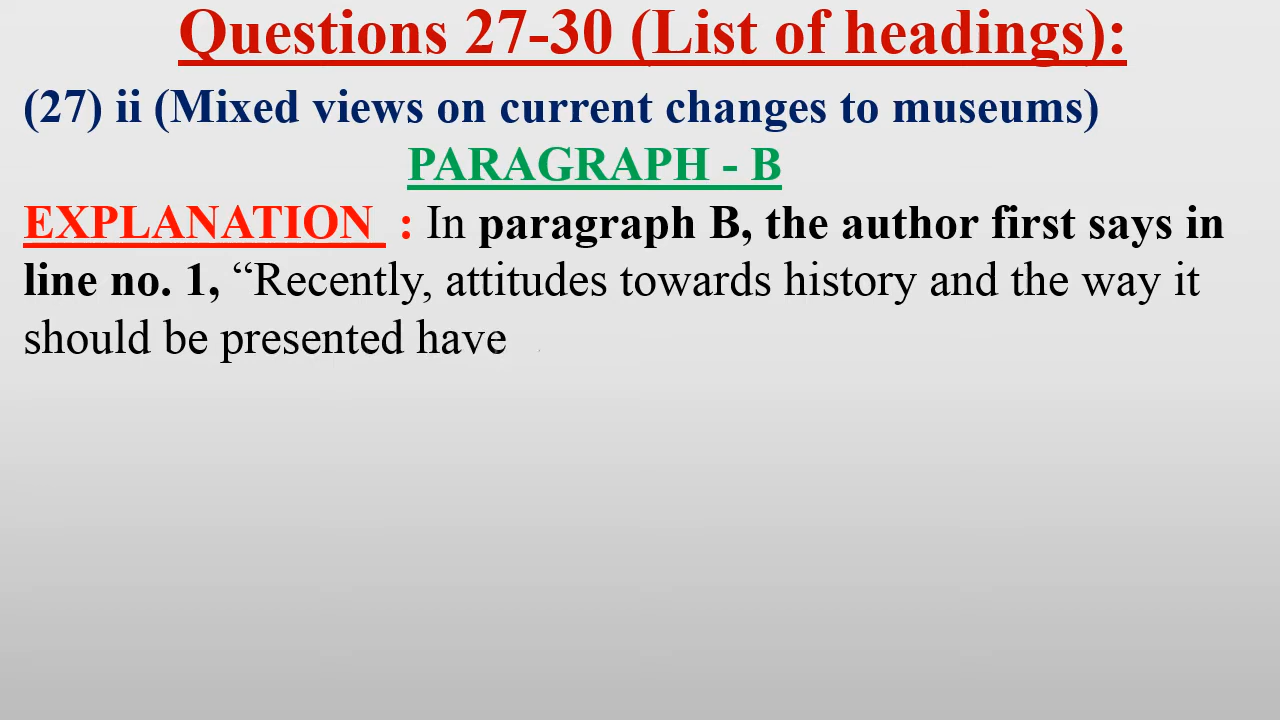 Questions 27-30 (List of headings):
(27) ii (Mixed views on current changes to museums)
PARAGRAPH - B
EXPLANATION : In paragraph B, the author first says in
line no. 1, “Recently, attitudes towards history and the way it
should be presented have